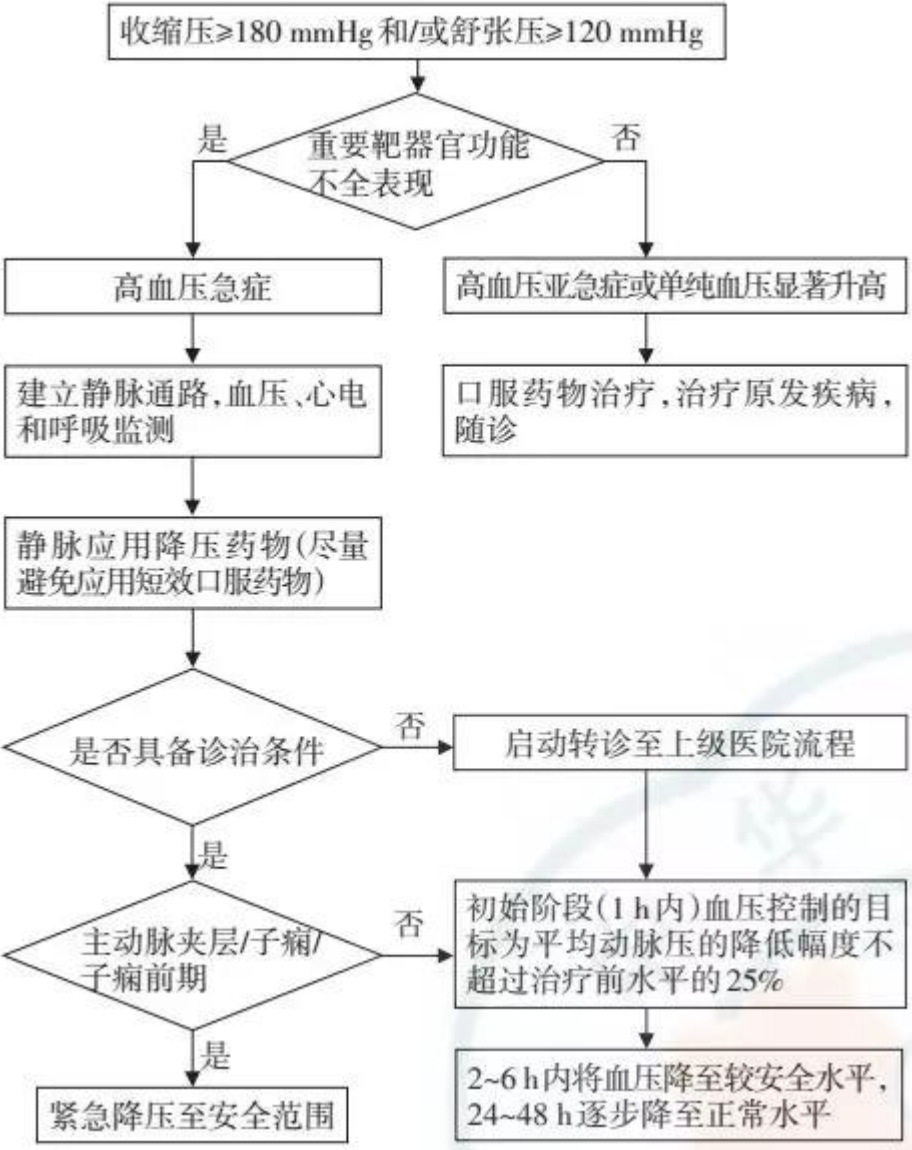 收缩压≥180 mmHg和/或舒张压≥120 mmHg
重要靶器官功能
不全表现
是
否
高血压急症
高血压亚急症或单纯血压显著升高
建立静脉通路,血压、心电
和呼吸监测
口服药物治疗,治疗原发疾病,
随诊
静脉应用降压药物(尽量
避免应用短效口服药物)
是否具备诊治条件
否
启动转诊至上级医院流程
是
主动脉夹层/子痫/
子痫前期
否
初始阶段(1 h内)血压控制的目
标为平均动脉压的降低幅度不
超过治疗前水平的25%
是
紧急降压至安全范围
2~6 h内将血压降至较安全水平,
24~48 h逐步降至正常水平
华